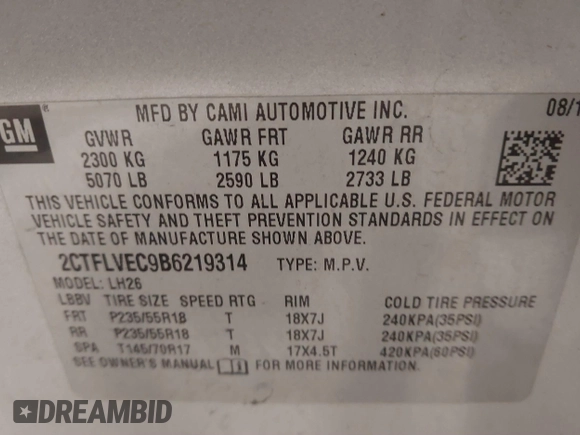 GM
MFD BY CAMI AUTOMOTIVE INC. 08/1
GVWR GAWR FRT GAWR RR
2300 KG 1175 KG 1240 KG
5070 LB 2590 LB 2733 LB
THIS VEHICLE CONFORMS TO ALL APPLICABLE U.S. FEDERAL MOTOR
VEHICLE SAFETY AND THEFT PREVENTION STANDARDS IN EFFECT ON
THE DATE OF MANUFACTURE SHOWN ABOVE.
2CTFLVEC9B6219314 TYPE: M.P.V.
MODEL: LH26
LBBV TIRE SIZE SPEED RTG RIM COLD TIRE PRESSURE
FRT P235/55R18 T 18X7J 240KPA(35PSI)
RR P235/55R18 T 18X7J 240KPA(35PSI)
SPA T145/70R17 M 17X4.5T 420KPA(60PSI)
SEE OWNER'S MANUAL FOR MORE INFORMATION.
DREAMBID